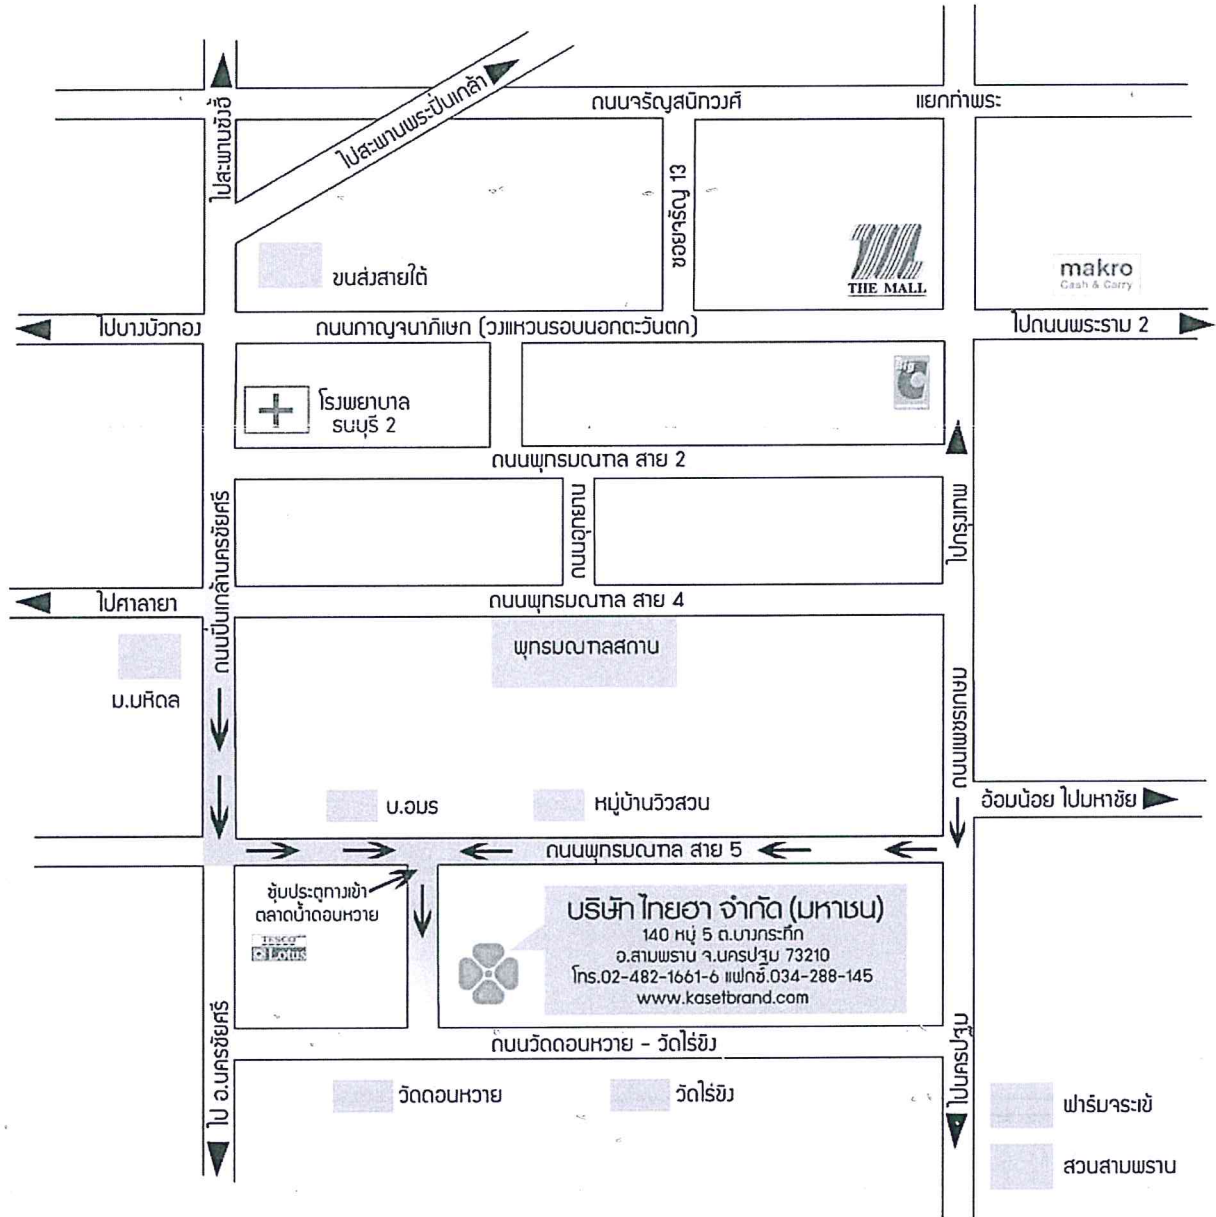 ไปสะพานซังฮี้
ไปสะพานพระปิ่นเกล้า
ถนนจรัญสนิทวงศ์
แยกท่าพระ
ซอยจรัญ 13
ขนส่งสายใต้
THE MALL
makro
Cash & Carry
ไปบางบัวทอง
ถนนกาญจนาภิเษก (วงแหวนรอบนอกตะวันตก)
ไปถนนพระราม 2
โรงพยาบาล
ธนบุรี 2
Big
C
ถนนพุทธมณฑล สาย 2
ถนนปิ่นเกล้านครชัยศรี
ถนนอุทยาน
ไปกรุงเทพ
ไปศาลายา
ถนนพุทธมณฑล สาย 4
พุทธมณฑลสถาน
ม.มหิดล
ถนนเพชรเกษม
บ.อมร
หมู่บ้านวิวสวน
อ้อมน้อย ไปมหาชัย
ถนนพุทธมณฑล สาย 5
ซุ้มประตูทางเข้า
ตลาดน้ำดอนหวาย
TESCO
Lotus
บริษัท ไทยฮา จำกัด (มหาชน)
140 หมู่ 5 ต.บางกระทึก
อ.สามพราน จ.นครปฐม 73210
โทร.02-482-1661-6 แฟกซ์.034-288-145
www.kasetbrand.com
ไป อ.นครชัยศรี
ถนนวัดดอนหวาย - วัดไร่ขิง
ไปนครปฐม
วัดดอนหวาย
วัดไร่ขิง
ฟาร์มจระเข้
สวนสามพราน